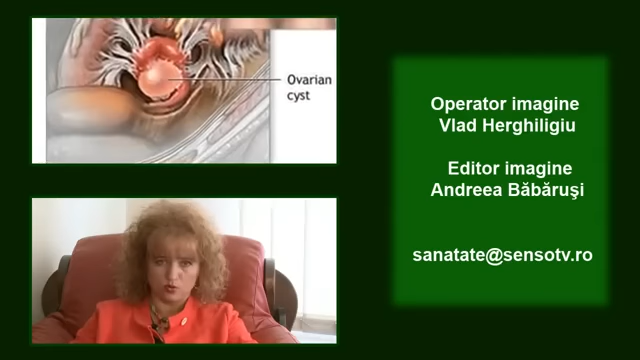 Ovarian
cyst
Operator imagine
Vlad Herghiligiu
Editor imagine
Andreea Băbăruşi
sanatate@sensotv.ro